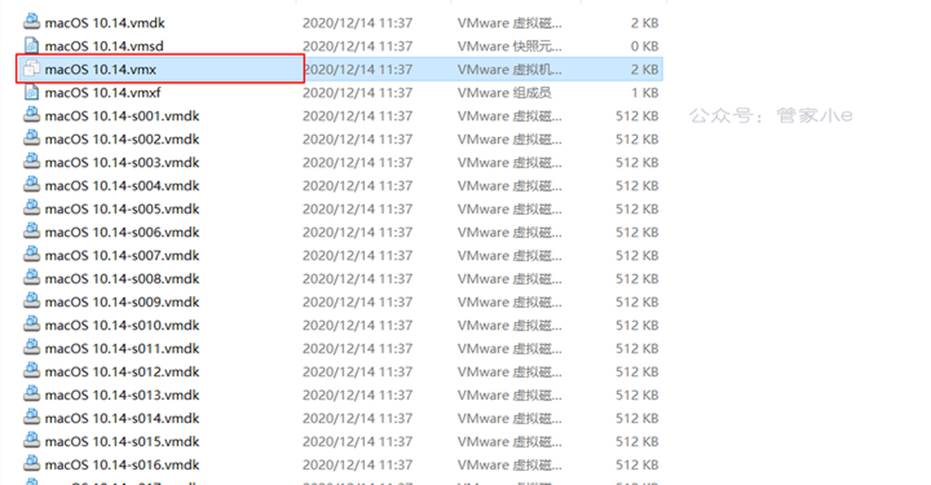 macOS 10.14.vmdk 2020/12/14 11:37 VMware 虚拟磁... 2 KB
macOS 10.14.vmsd 2020/12/14 11:37 VMware 快照元... 0 KB
macOS 10.14.vmx 2020/12/14 11:37 VMware 虚拟机... 2 KB
macOS 10.14.vmxf 2020/12/14 11:37 VMware 组成员 1 KB
macOS 10.14-s001.vmdk 2020/12/14 11:37 VMware 虚拟磁... 512 KB
公众号：管家小e
macOS 10.14-s002.vmdk 2020/12/14 11:37 VMware 虚拟磁... 512 KB
macOS 10.14-s003.vmdk 2020/12/14 11:37 VMware 虚拟磁... 512 KB
macOS 10.14-s004.vmdk 2020/12/14 11:37 VMware 虚拟磁... 512 KB
macOS 10.14-s005.vmdk 2020/12/14 11:37 VMware 虚拟磁... 512 KB
macOS 10.14-s006.vmdk 2020/12/14 11:37 VMware 虚拟磁... 512 KB
macOS 10.14-s007.vmdk 2020/12/14 11:37 VMware 虚拟磁... 512 KB
macOS 10.14-s008.vmdk 2020/12/14 11:37 VMware 虚拟磁... 512 KB
macOS 10.14-s009.vmdk 2020/12/14 11:37 VMware 虚拟磁... 512 KB
macOS 10.14-s010.vmdk 2020/12/14 11:37 VMware 虚拟磁... 512 KB
macOS 10.14-s011.vmdk 2020/12/14 11:37 VMware 虚拟磁... 512 KB
macOS 10.14-s012.vmdk 2020/12/14 11:37 VMware 虚拟磁... 512 KB
macOS 10.14-s013.vmdk 2020/12/14 11:37 VMware 虚拟磁... 512 KB
macOS 10.14-s014.vmdk 2020/12/14 11:37 VMware 虚拟磁... 512 KB
macOS 10.14-s015.vmdk 2020/12/14 11:37 VMware 虚拟磁... 512 KB
macOS 10.14-s016.vmdk 2020/12/14 11:37 VMware 虚拟磁... 512 KB